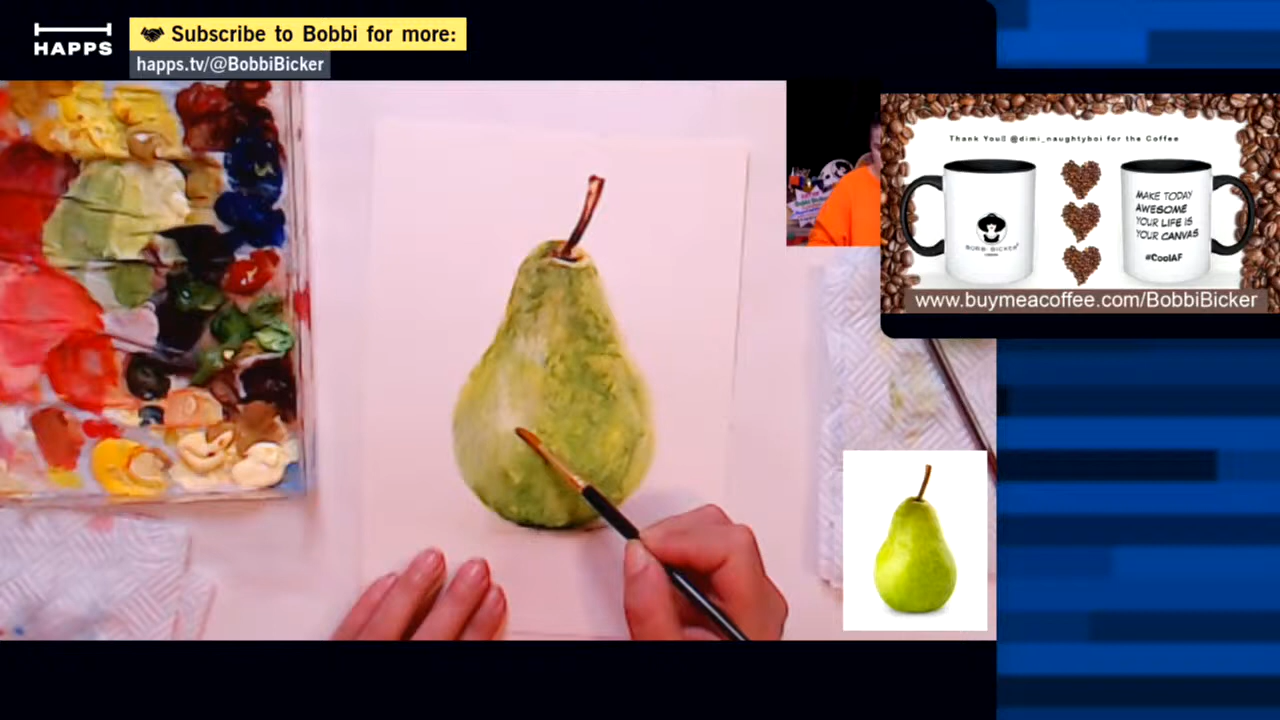 HAPPS
Subscribe to Bobbi for more:
happs.tv/@BobbiBicker
Thank You! @dimi_naughtyboi for the Coffee
BOBBI BICKER
MAKE TODAY
AWESOME
YOUR LIFE IS
YOUR CANVAS
#CoolAF
www.buymeacoffee.com/BobbiBicker